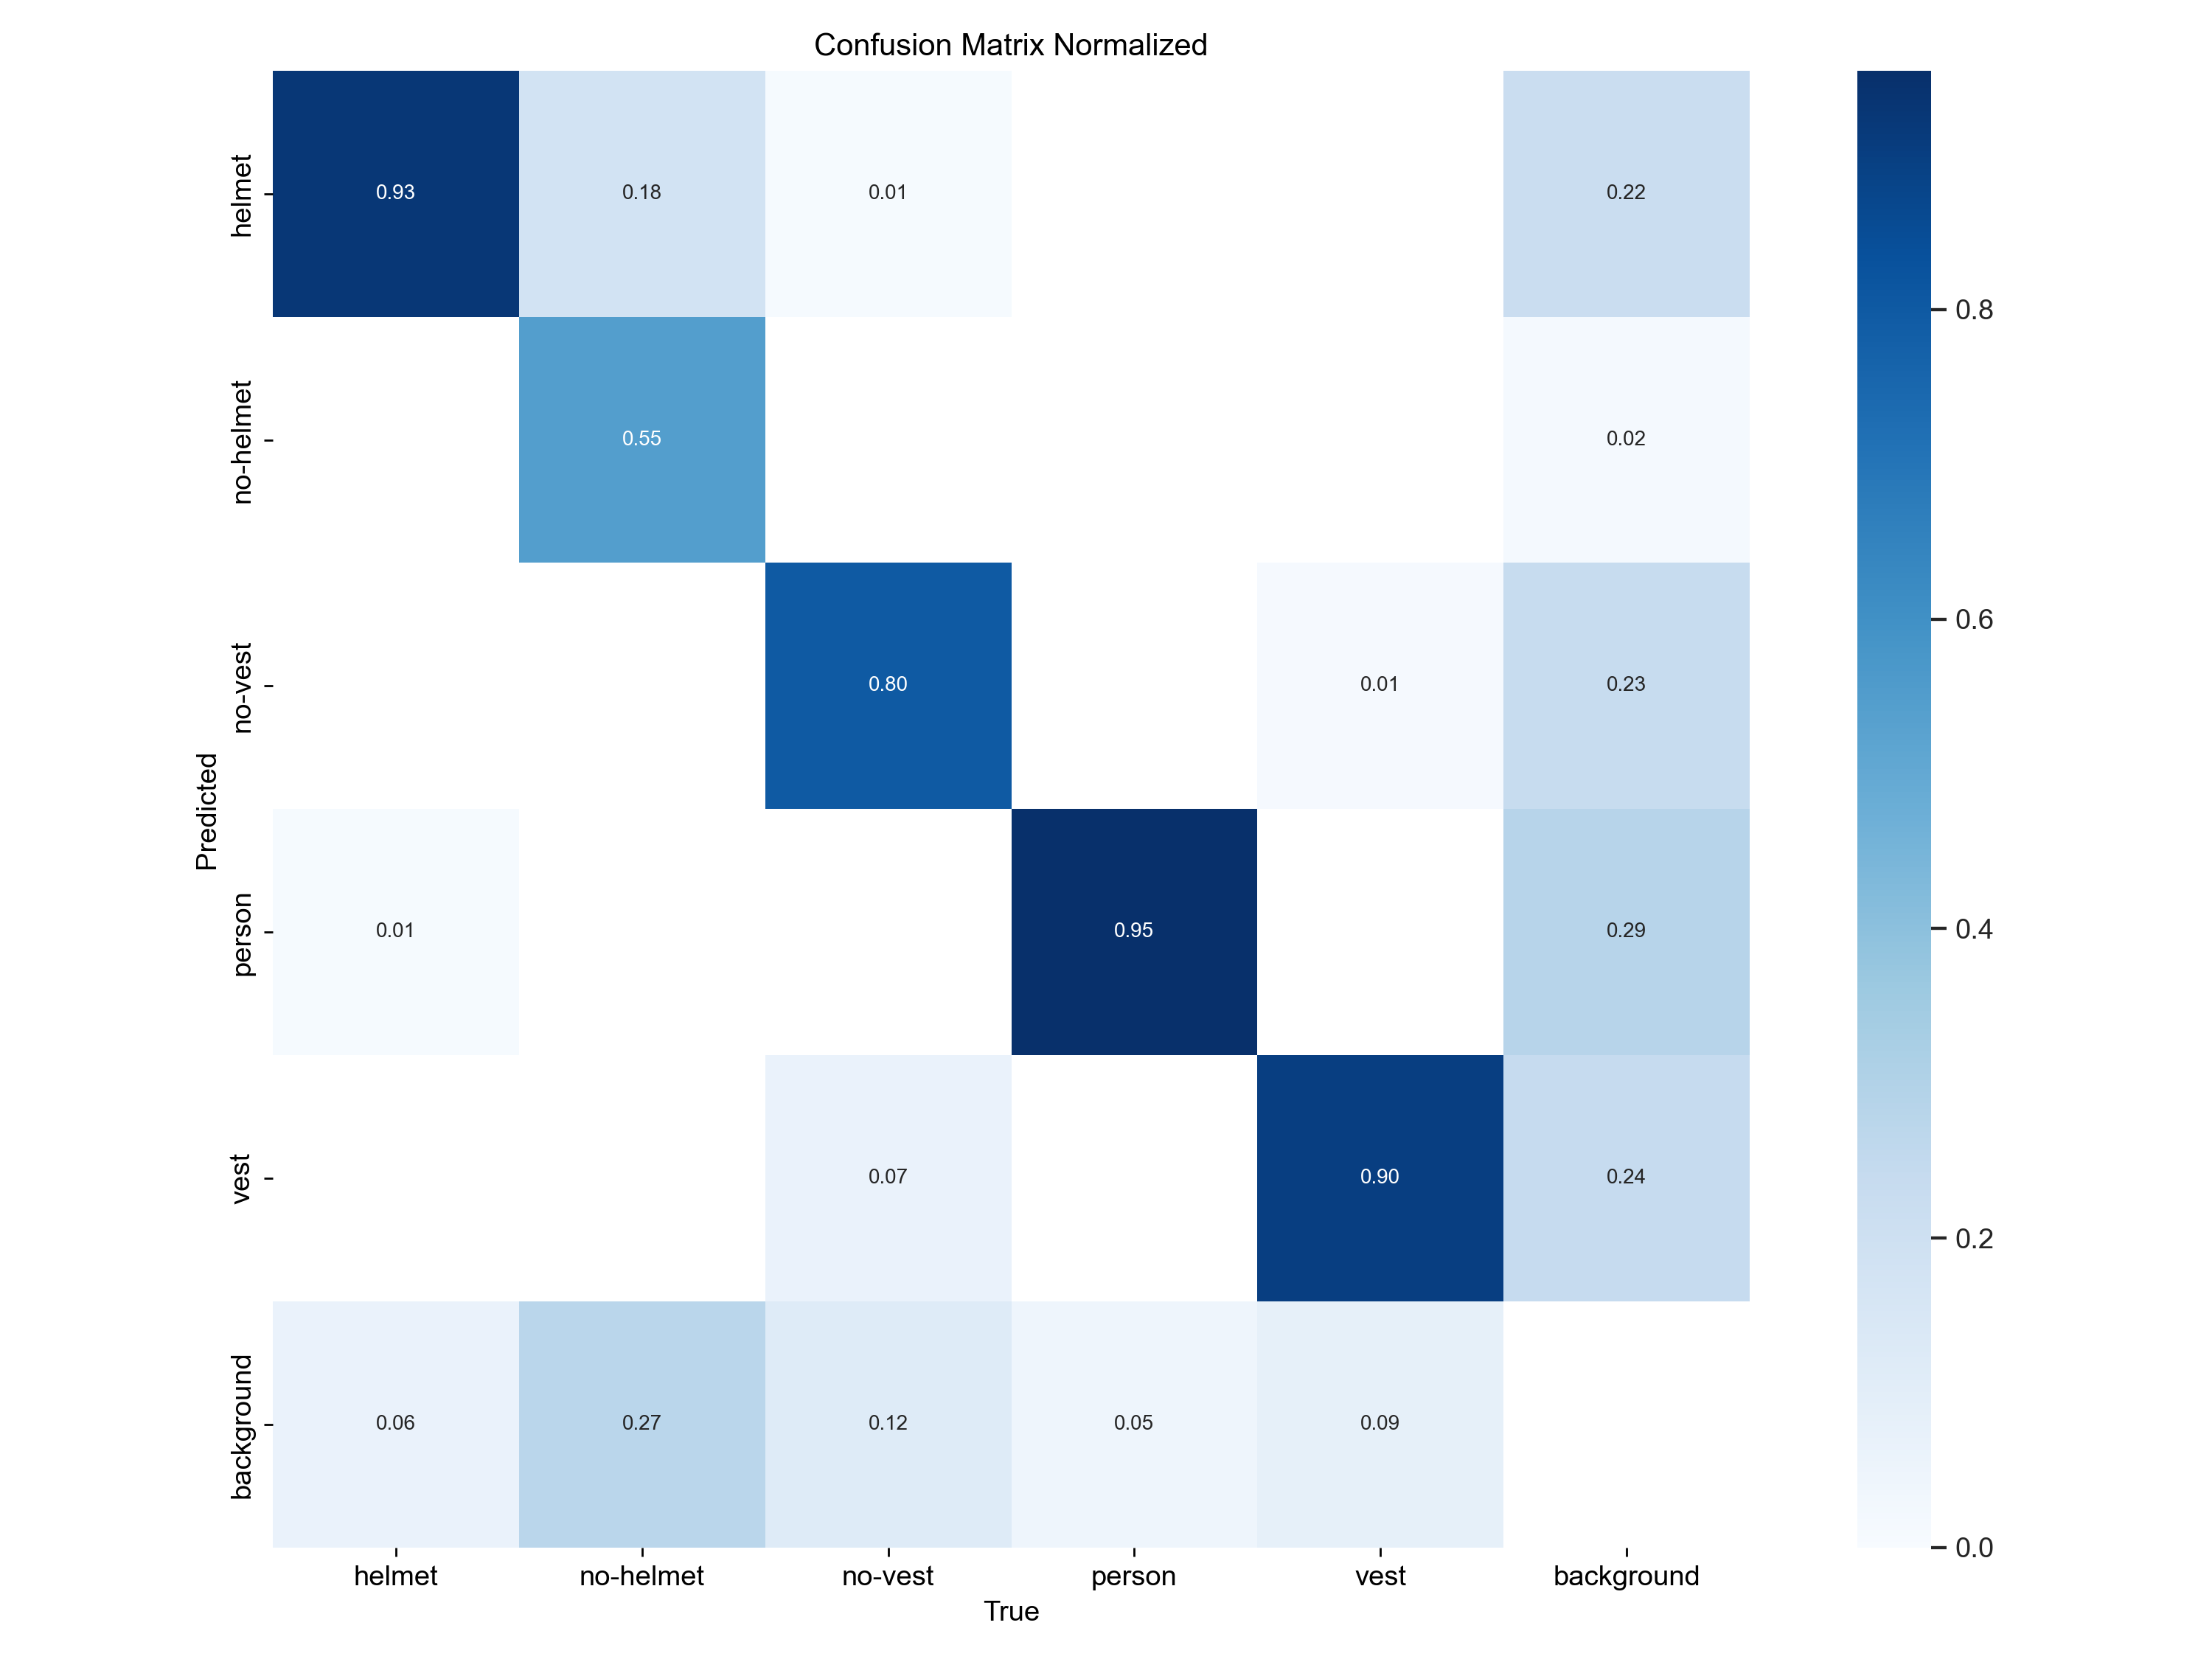 Confusion Matrix Normalized
helmet
0.93
0.18
0.01
0.22
no-helmet
0.55
0.02
no-vest
0.80
0.01
0.23
person
0.01
0.95
0.29
vest
0.07
0.90
0.24
background
0.06
0.27
0.12
0.05
0.09
Predicted
helmet
no-helmet
no-vest
person
vest
background
True
0.8
0.6
0.4
0.2
0.0